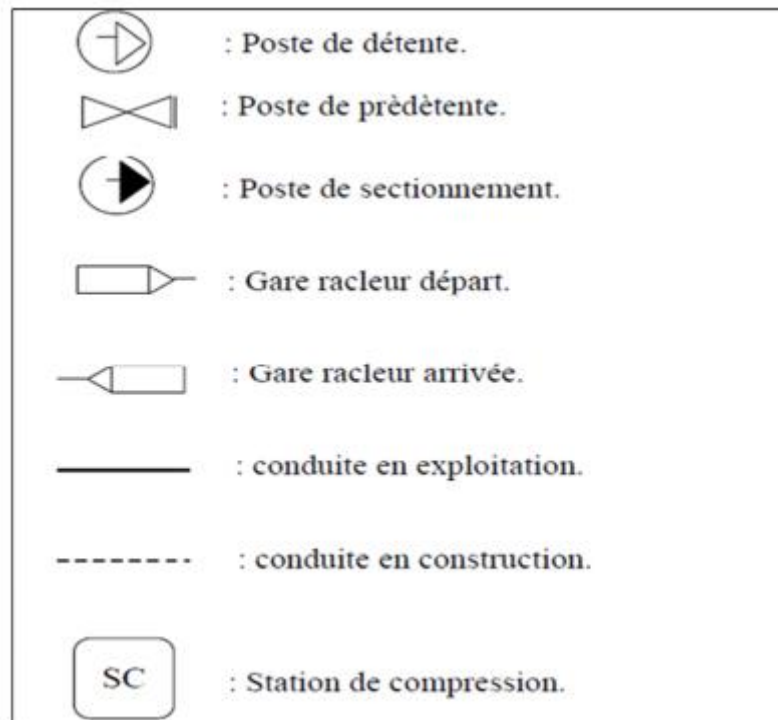 : Poste de détente.
: Poste de prèdètente.
: Poste de sectionnement.
: Gare racleur départ.
: Gare racleur arrivée.
: conduite en exploitation.
: conduite en construction.
SC : Station de compression.